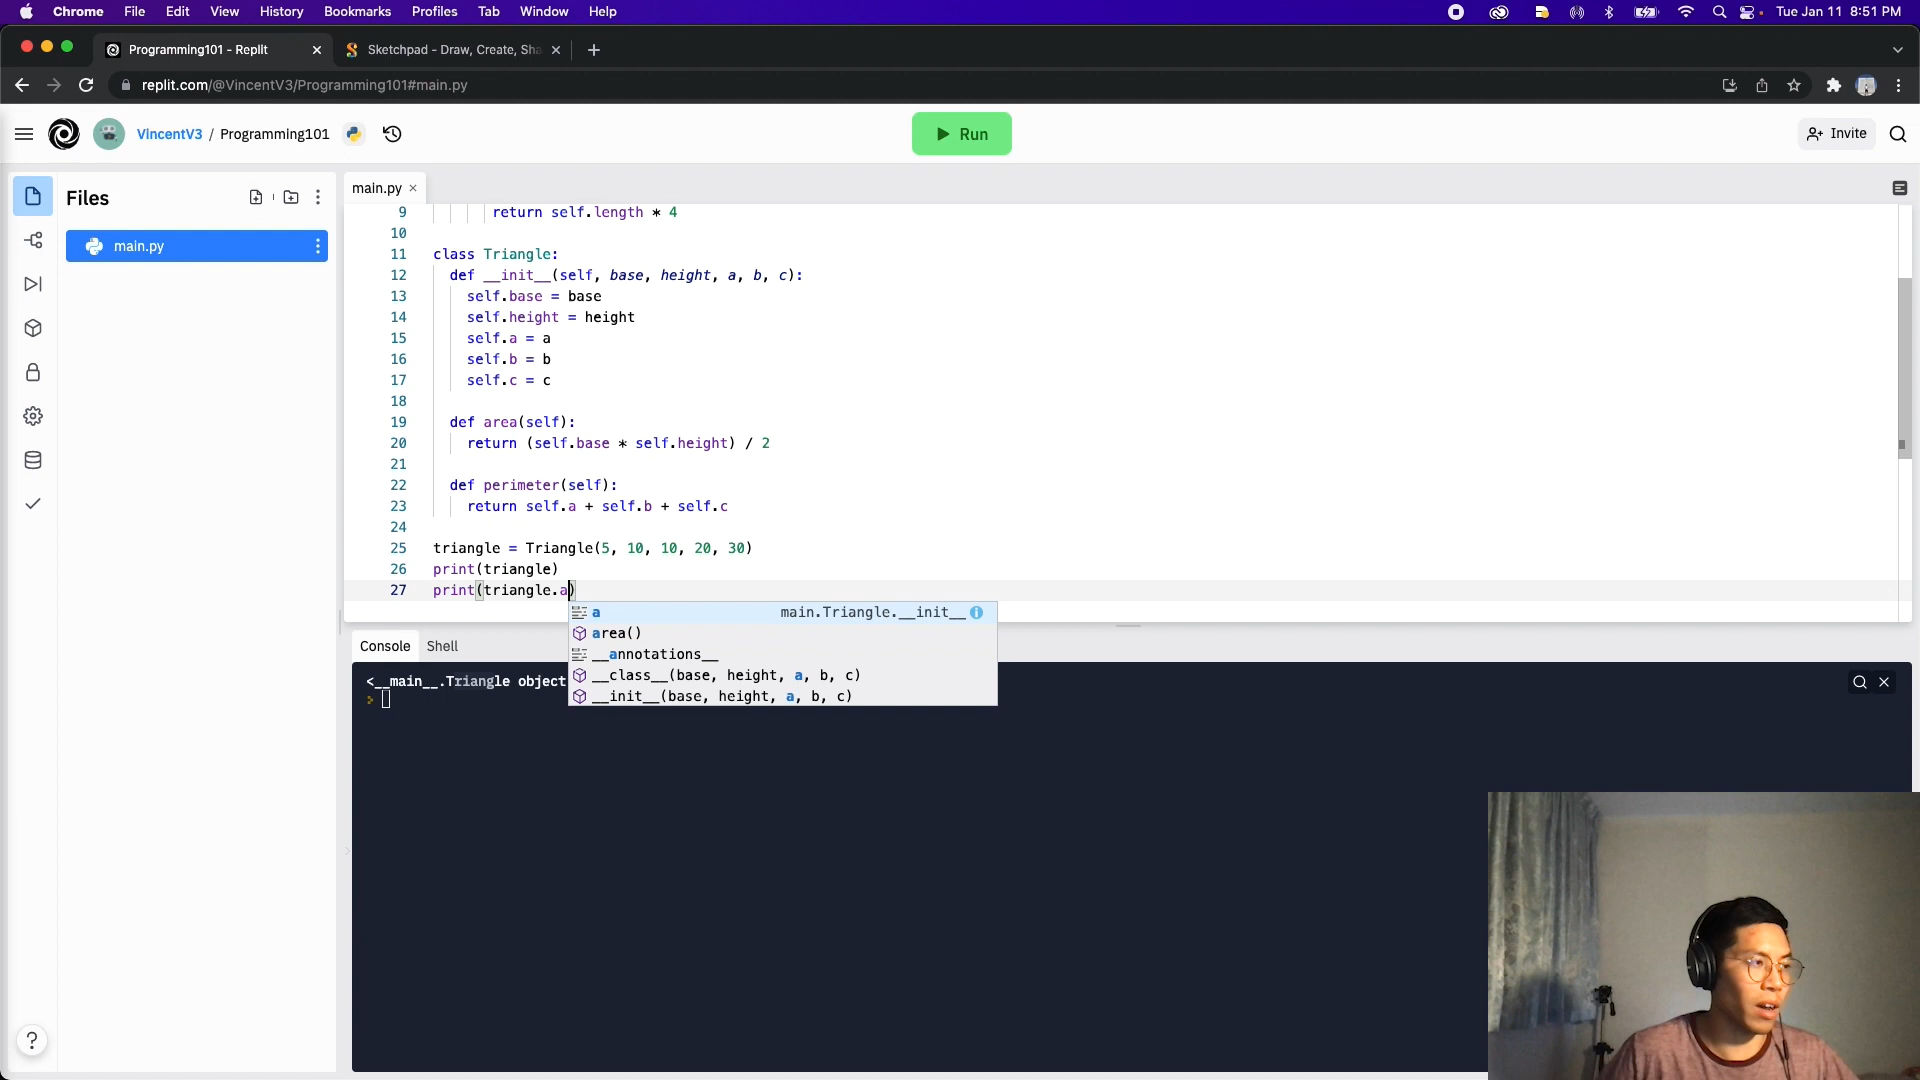 Chrome File Edit View History Bookmarks Profiles Tab Window Help Tue Jan 11 8:51 PM
Programming101 - Replit Sketchpad - Draw, Create, Sha
replit.com/@VincentV3/Programming101#main.py
VincentV3 / Programming101 Run Invite
Files
main.py
main.py
9 return self.length * 4
10
11 class Triangle:
12 def __init__(self, base, height, a, b, c):
13 self.base = base
14 self.height = height
15 self.a = a
16 self.b = b
17 self.c = c
18
19 def area(self):
20 return (self.base * self.height) / 2
21
22 def perimeter(self):
23 return self.a + self.b + self.c
24
25 triangle = Triangle(5, 10, 10, 20, 30)
26 print(triangle)
27 print(triangle.a)
a main.Triangle.__init__
area()
__annotations__
__class__(base, height, a, b, c)
__init__(base, height, a, b, c)
Console Shell
<__main__.Triangle object
?